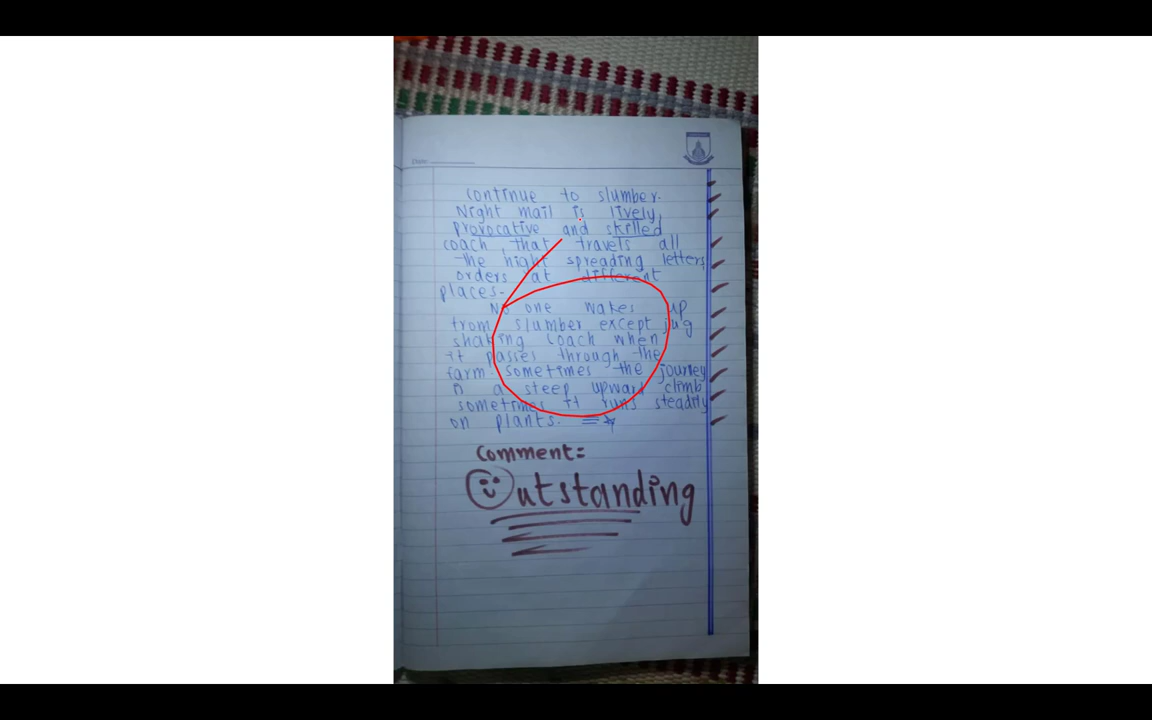 Date:
continue to slumber.
Night mail is lively,
provocative and skilled
coach, that travels all
the night spreading letters,
orders at different
places.
No one wakes up
from slumber except jug
shaking coach when
it passes through the
farm. sometimes the journey
is a steep upward climb
sometimes it runs steadily
on plants.
comment:
Outstanding